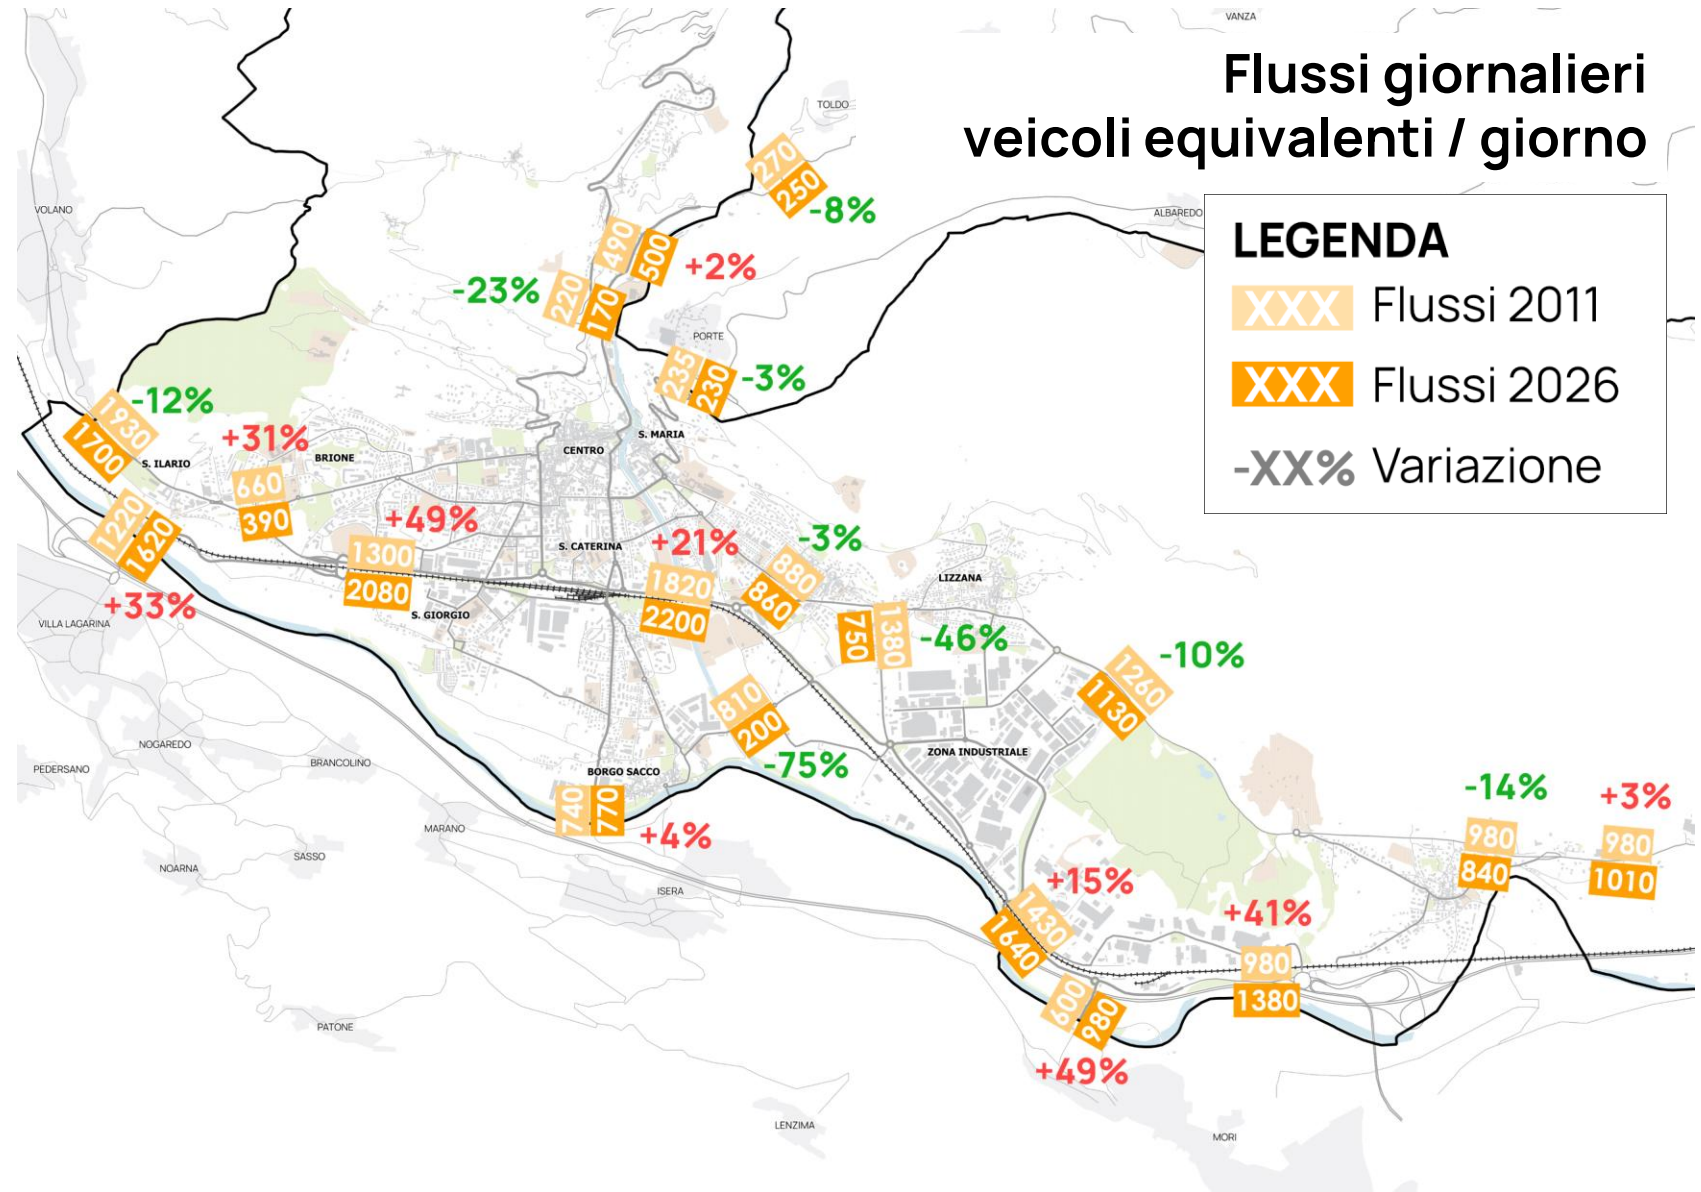 VANZA
Flussi giornalieri
veicoli equivalenti / giorno
TOLDO
270
250
-8%
VOLANO
ALBAREDO
LEGENDA
XXX Flussi 2011
XXX Flussi 2026
-XX% Variazione
490
500
+2%
-23%
220
170
PORTE
235
230
-3%
-12%
1930
1700
+31%
S. ILARIO
BRIONE
660
390
CENTRO
S. MARIA
1220
1620
+33%
+49%
1300
2080
S. CATERINA
+21%
1820
2200
-3%
880
860
LIZZANA
S. GIORGIO
VILLA LAGARINA
750
1380
-46%
-10%
1260
1130
810
200
-75%
NOGAREDO
PEDERSANO
BRANCOLINO
BORGO SACCO
ZONA INDUSTRIALE
740
770
+4%
MARANO
SASSO
NOARNA
ISERA
-14%
+3%
980
840
980
1010
+15%
1430
1640
+41%
980
1380
600
980
+49%
PATONE
LENZIMA
MORI